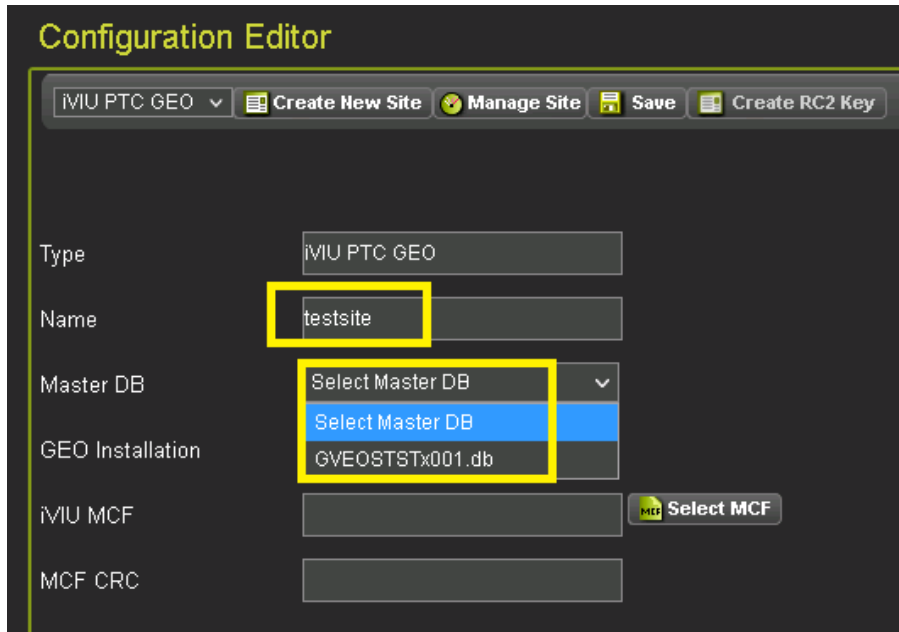 Configuration Editor
iVIU PTC GEO Create New Site Manage Site Save Create RC2 Key
Type iVIU PTC GEO
Name testsite
Master DB Select Master DB
Select Master DB
GEO Installation GVEOSTSTx001.db
iVIU MCF MCF Select MCF
MCF CRC